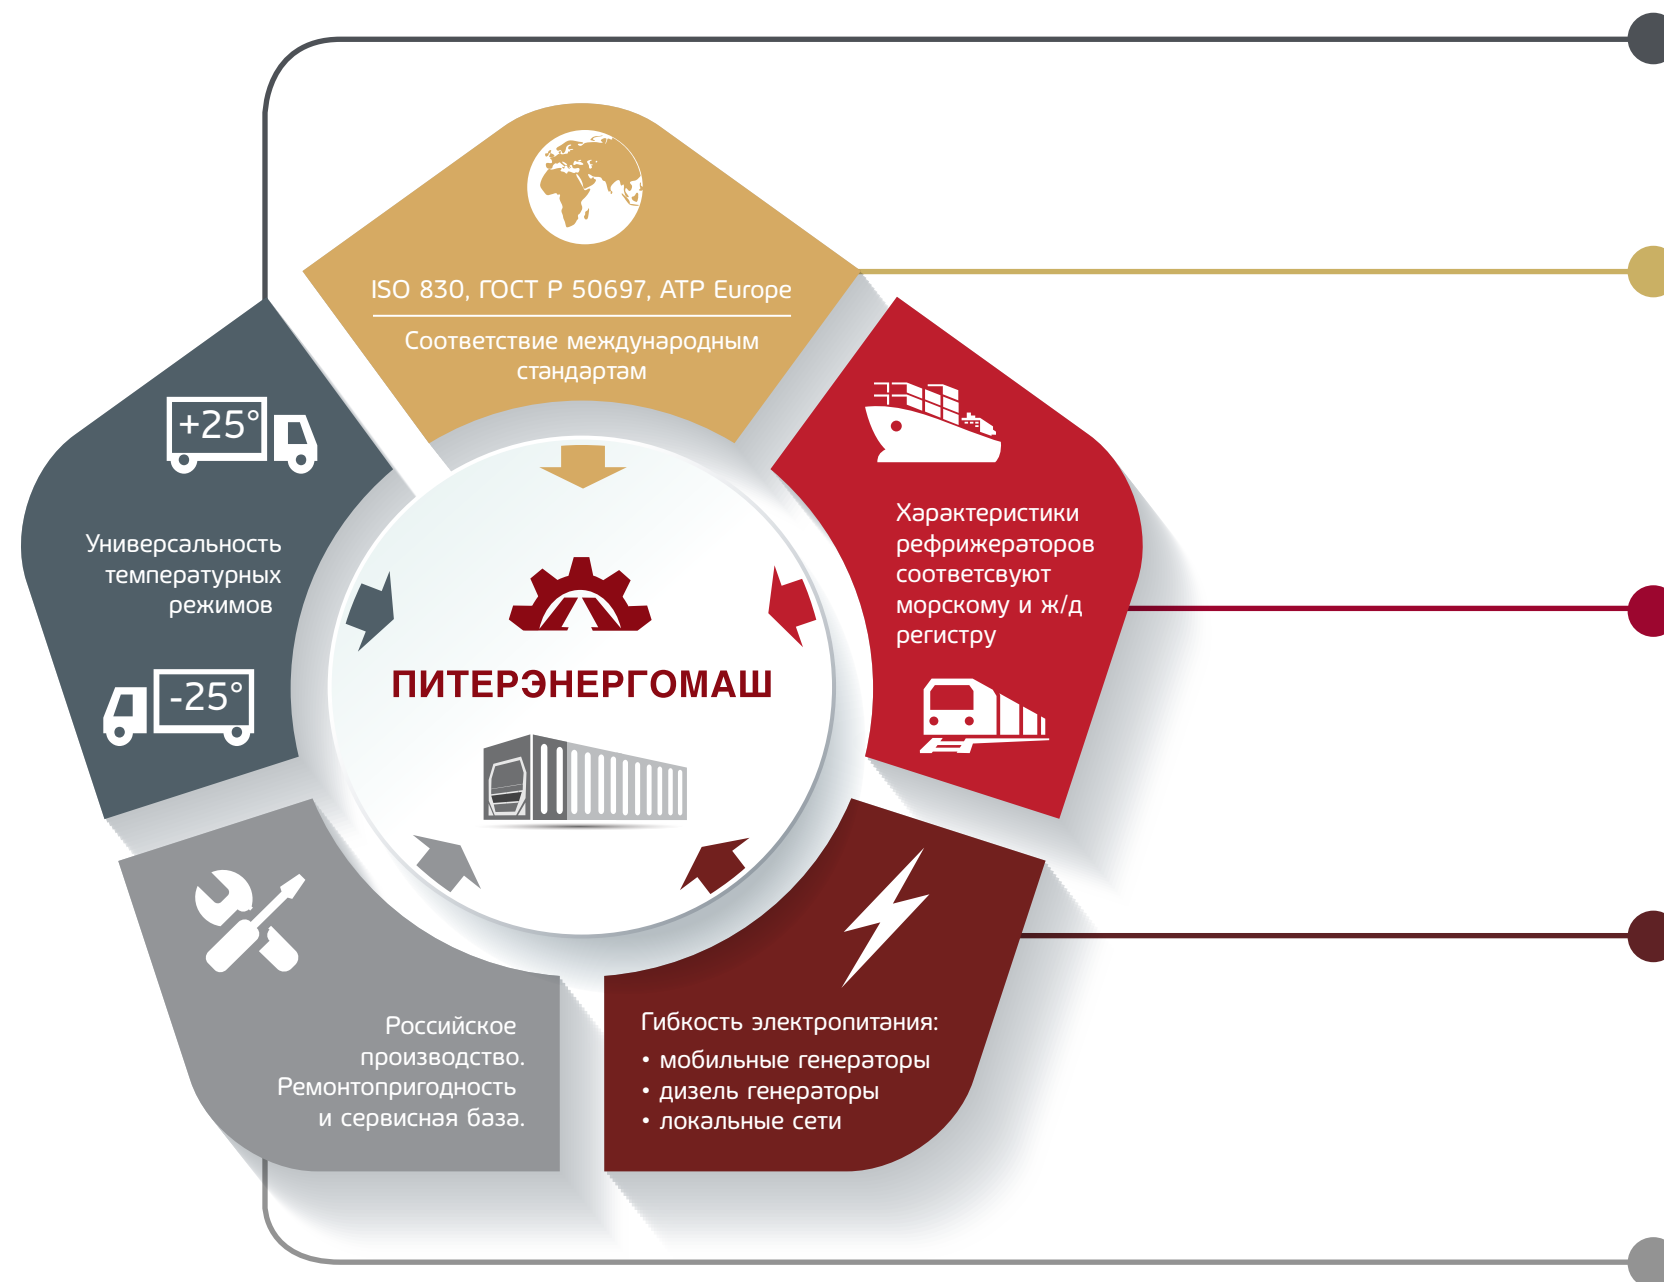 ISO 830, ГОСТ Р 50697, ATP Europe
Соответствие международным
стандартам
+25°
Универсальность
температурных
режимов
-25°
Характеристики
рефрижераторов
соответсвуют
морскому и ж/д
регистру
ПИТЕРЭНЕРГОМАШ
Российское
производство.
Ремонтопригодность
и сервисная база.
Гибкость электропитания:
• мобильные генераторы
• дизель генераторы
• локальные сети